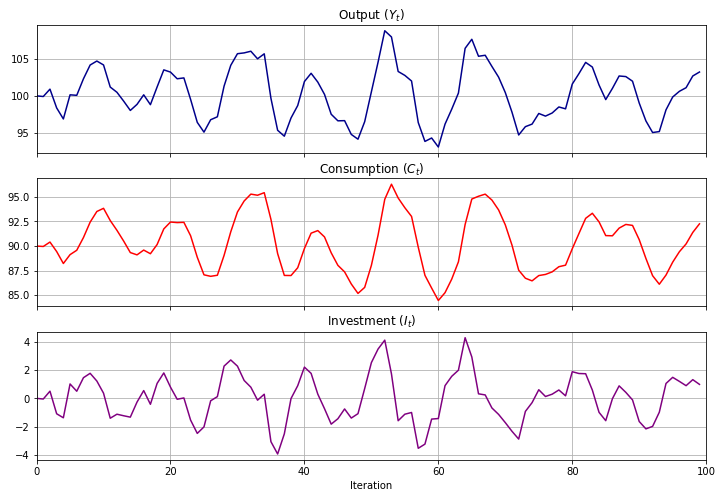 Output (Y_t)
105
100
95
Consumption (C_t)
95.0
92.5
90.0
87.5
85.0
Investment (I_t)
4
2
0
−2
−4
0 20 40 60 80 100
Iteration